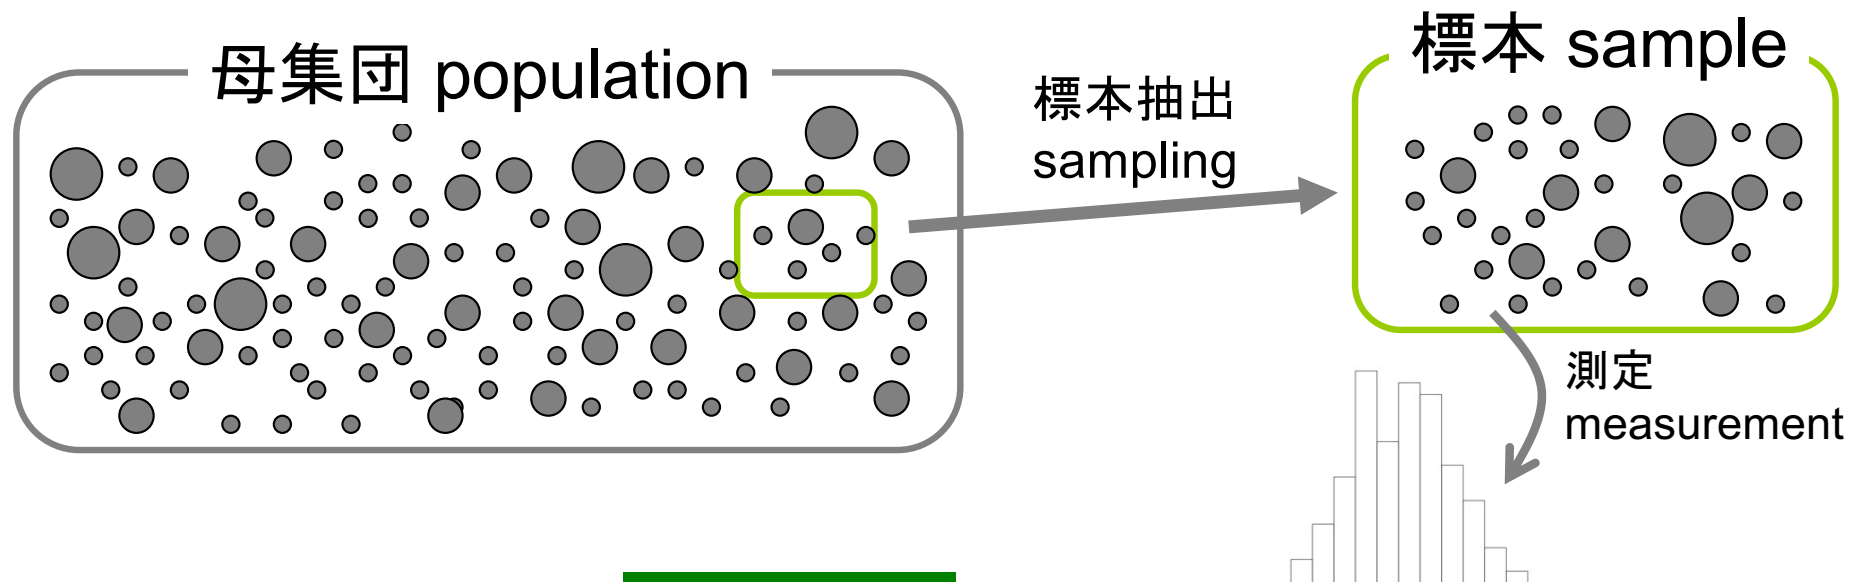 母集団 population
標本抽出
sampling
標本 sample
測定
measurement